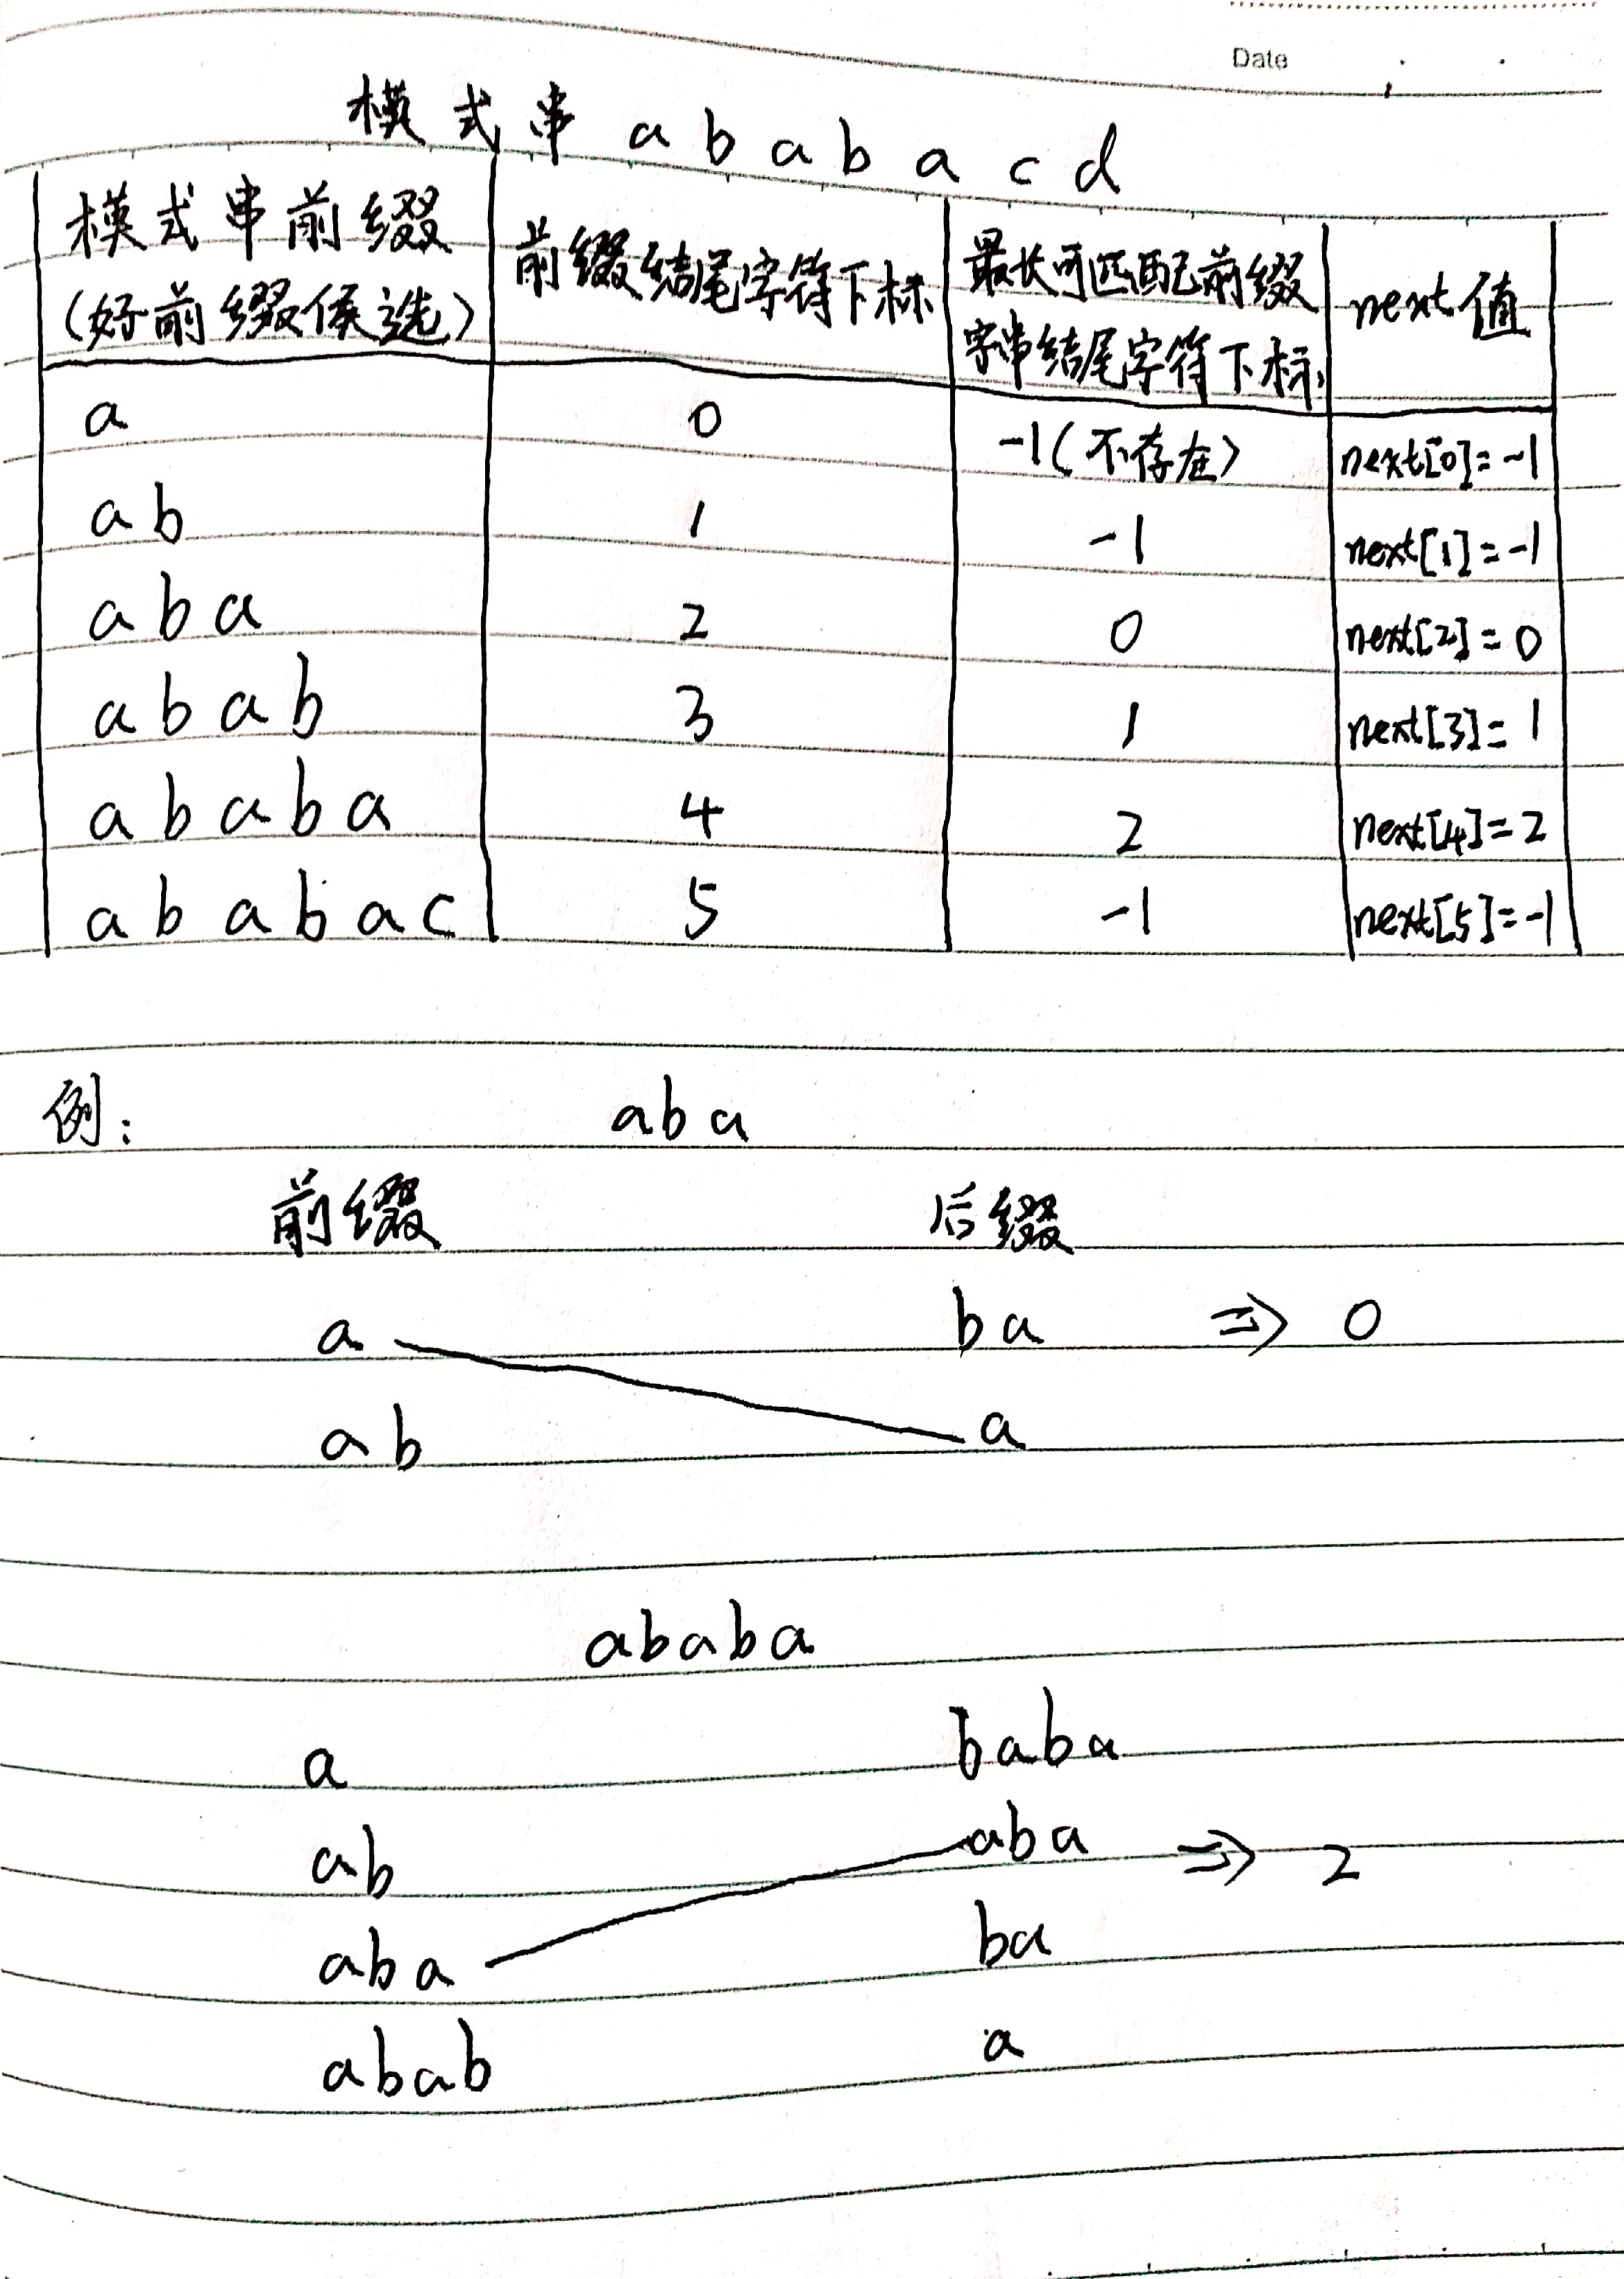 Date
模式串 a b a b a c d
模式串前缀 (好前缀候选) 前缀结尾字符下标 最长可匹配前缀字串结尾字符下标 next值
a 0 -1(不存在) next[0]=-1
ab 1 -1 next[1]=-1
aba 2 0 next[2]=0
abab 3 1 next[3]=1
ababa 4 2 next[4]=2
ababac 5 -1 next[5]=-1
例: aba
前缀 后缀
a ba ⇒ 0
ab a
ababa
a baba
ab aba ⇒ 2
aba ba
abab a